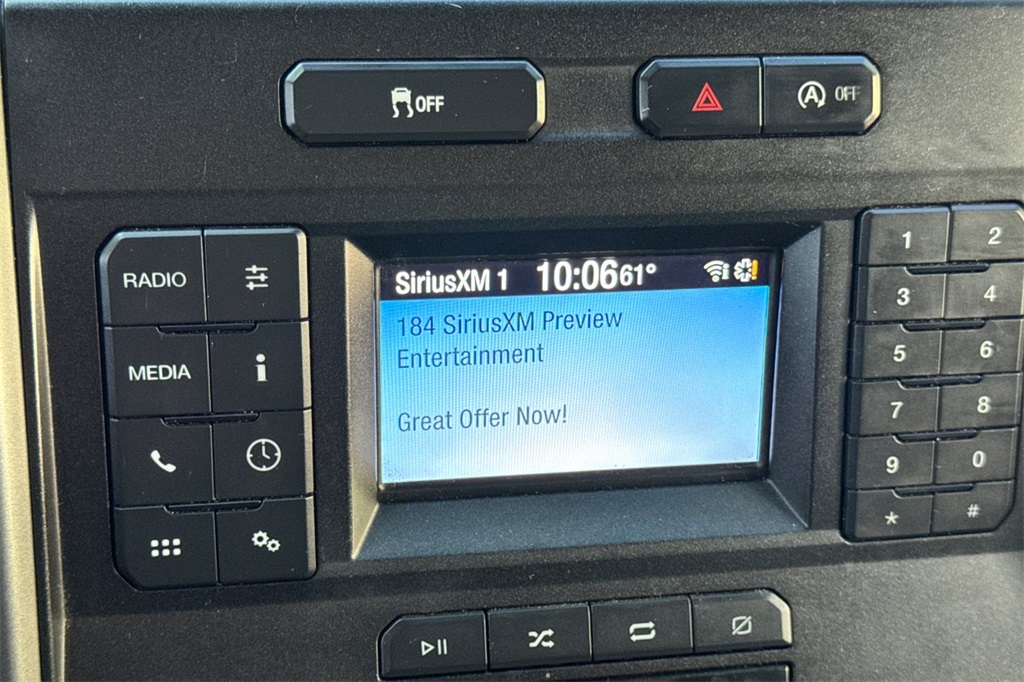 OFF
A OFF
SiriusXM 1 10:06 61°
184 SiriusXM Preview
Entertainment
Great Offer Now!
RADIO
MEDIA
i
1 2
3 4
5 6
7 8
9 0
* #